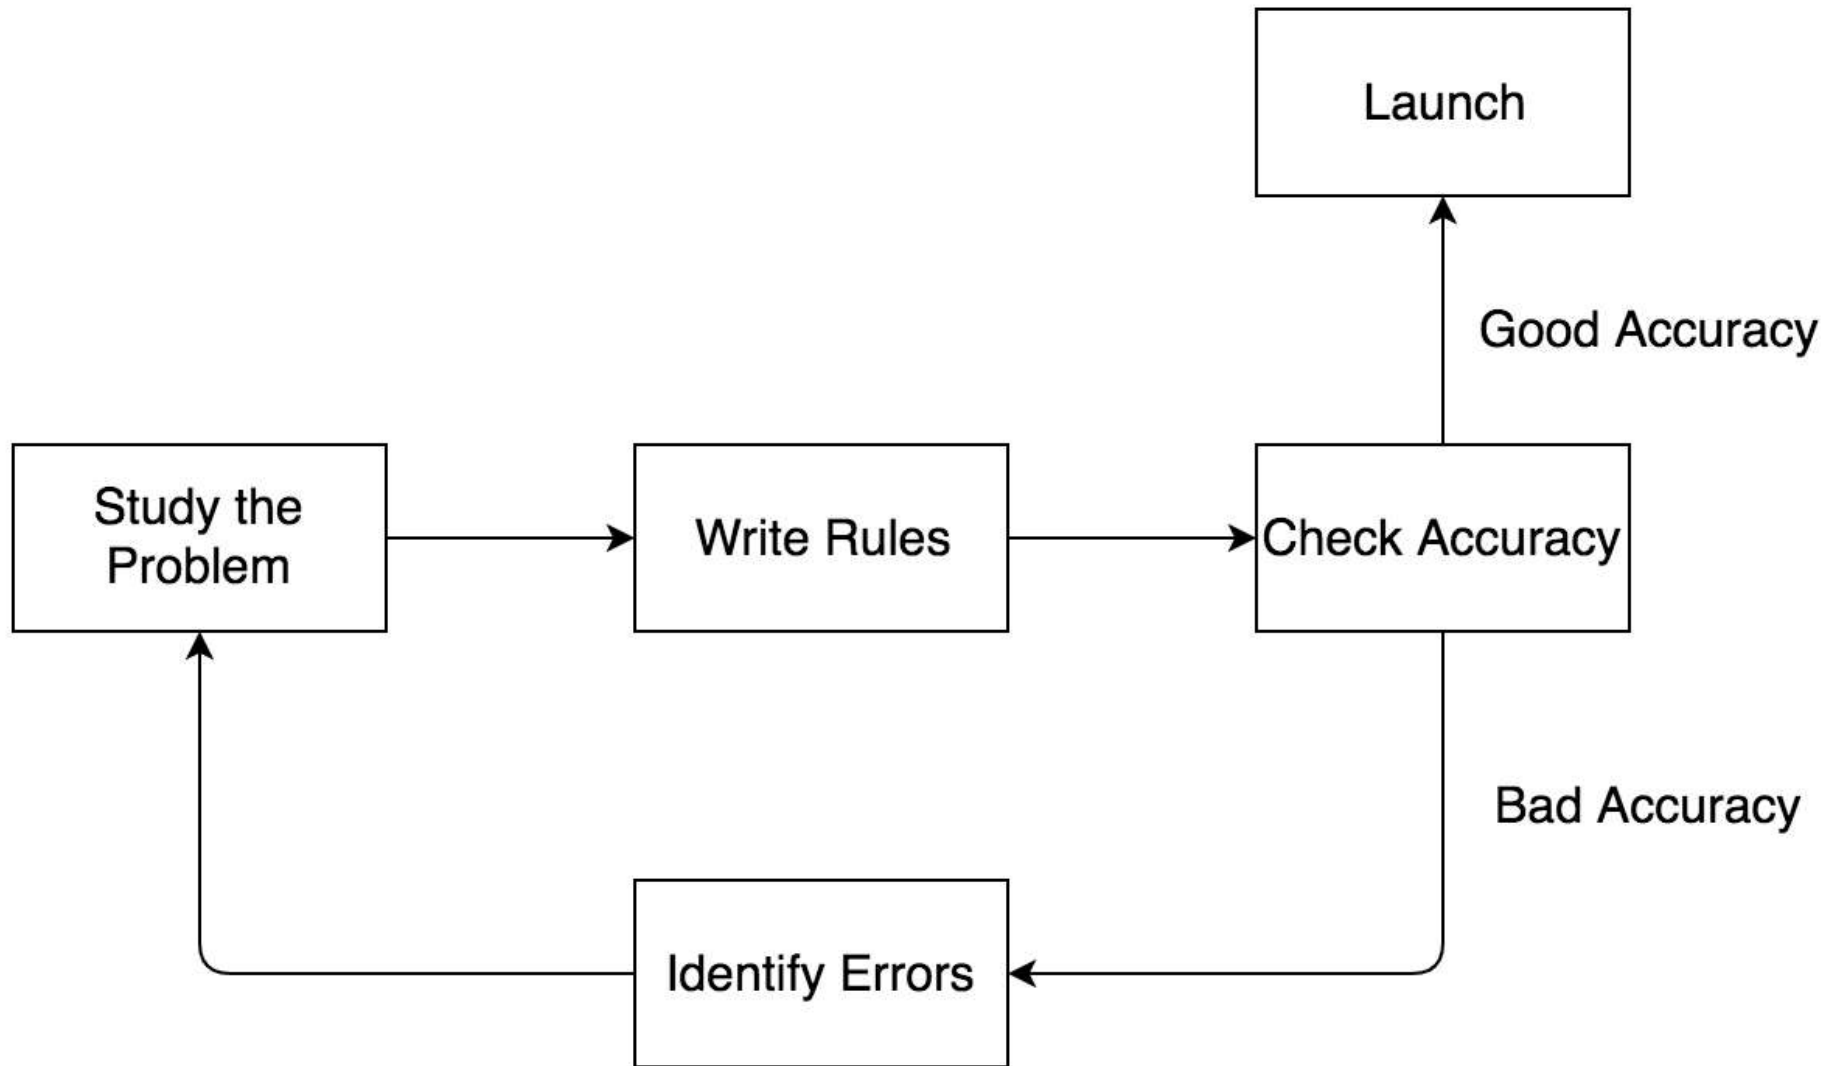 Launch
Good Accuracy
Study the
Problem
Write Rules
Check Accuracy
Bad Accuracy
Identify Errors